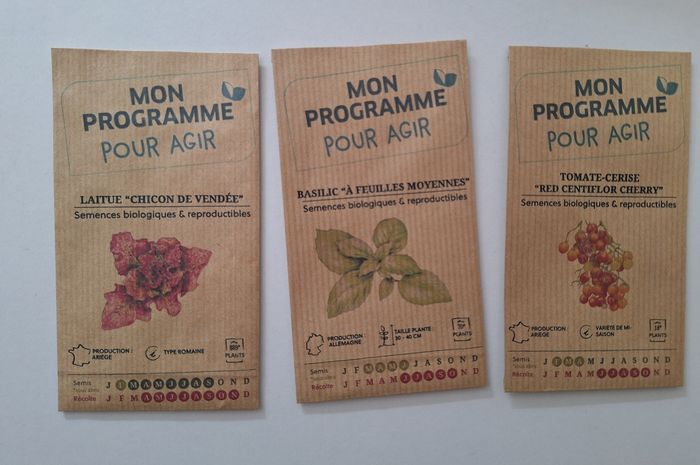 MON
PROGRAMME
POUR AGIR
LAITUE "CHICON DE VENDÉE"
Semences biologiques & reproductibles
PRODUCTION :
ARIÈGE
TYPE ROMAINE
PLANTS
Semis
J F M A M J J A S O N D
*sous abris
Récolte
J F M A M J J A S O N D
MON
PROGRAMME
POUR AGIR
BASILIC "À FEUILLES MOYENNES"
Semences biologiques & reproductibles
PRODUCTION :
ALLEMAGNE
TAILLE PLANTE :
30 - 40 CM
PLANTS
Semis
J F M A M J J A S O N D
Récolte
J F M A M J J A S O N D
MON
PROGRAMME
POUR AGIR
TOMATE-CERISE
"RED CENTIFLOR CHERRY"
Semences biologiques & reproductibles
PRODUCTION
ARIÈGE
VARIÉTÉ DE MI-
SAISON
PLANTS
Semis
J F M A M J J A S O N D
Récolte
J F M A M J J A S O N D